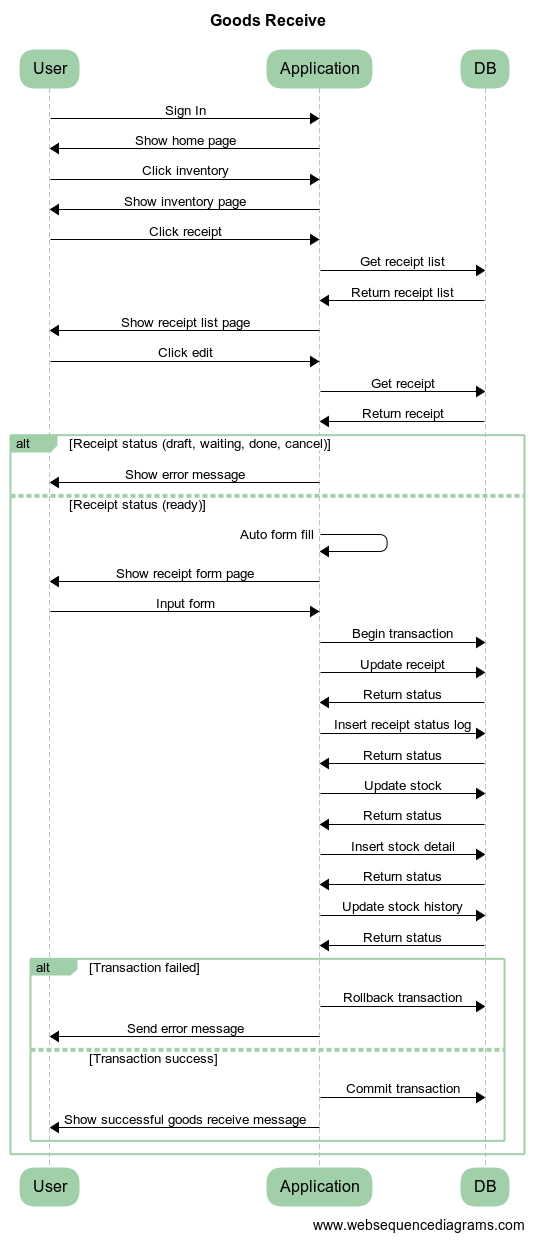 Goods Receive
User
Application
DB
Sign In
Show home page
Click inventory
Show inventory page
Click receipt
Get receipt list
Return receipt list
Show receipt list page
Click edit
Get receipt
Return receipt
alt
[Receipt status (draft, waiting, done, cancel)]
Show error message
[Receipt status (ready)]
Auto form fill
Show receipt form page
Input form
Begin transaction
Update receipt
Return status
Insert receipt status log
Return status
Update stock
Return status
Insert stock detail
Return status
Update stock history
Return status
alt
[Transaction failed]
Rollback transaction
Send error message
[Transaction success]
Commit transaction
Show successful goods receive message
User
Application
DB
www.websequencediagrams.com